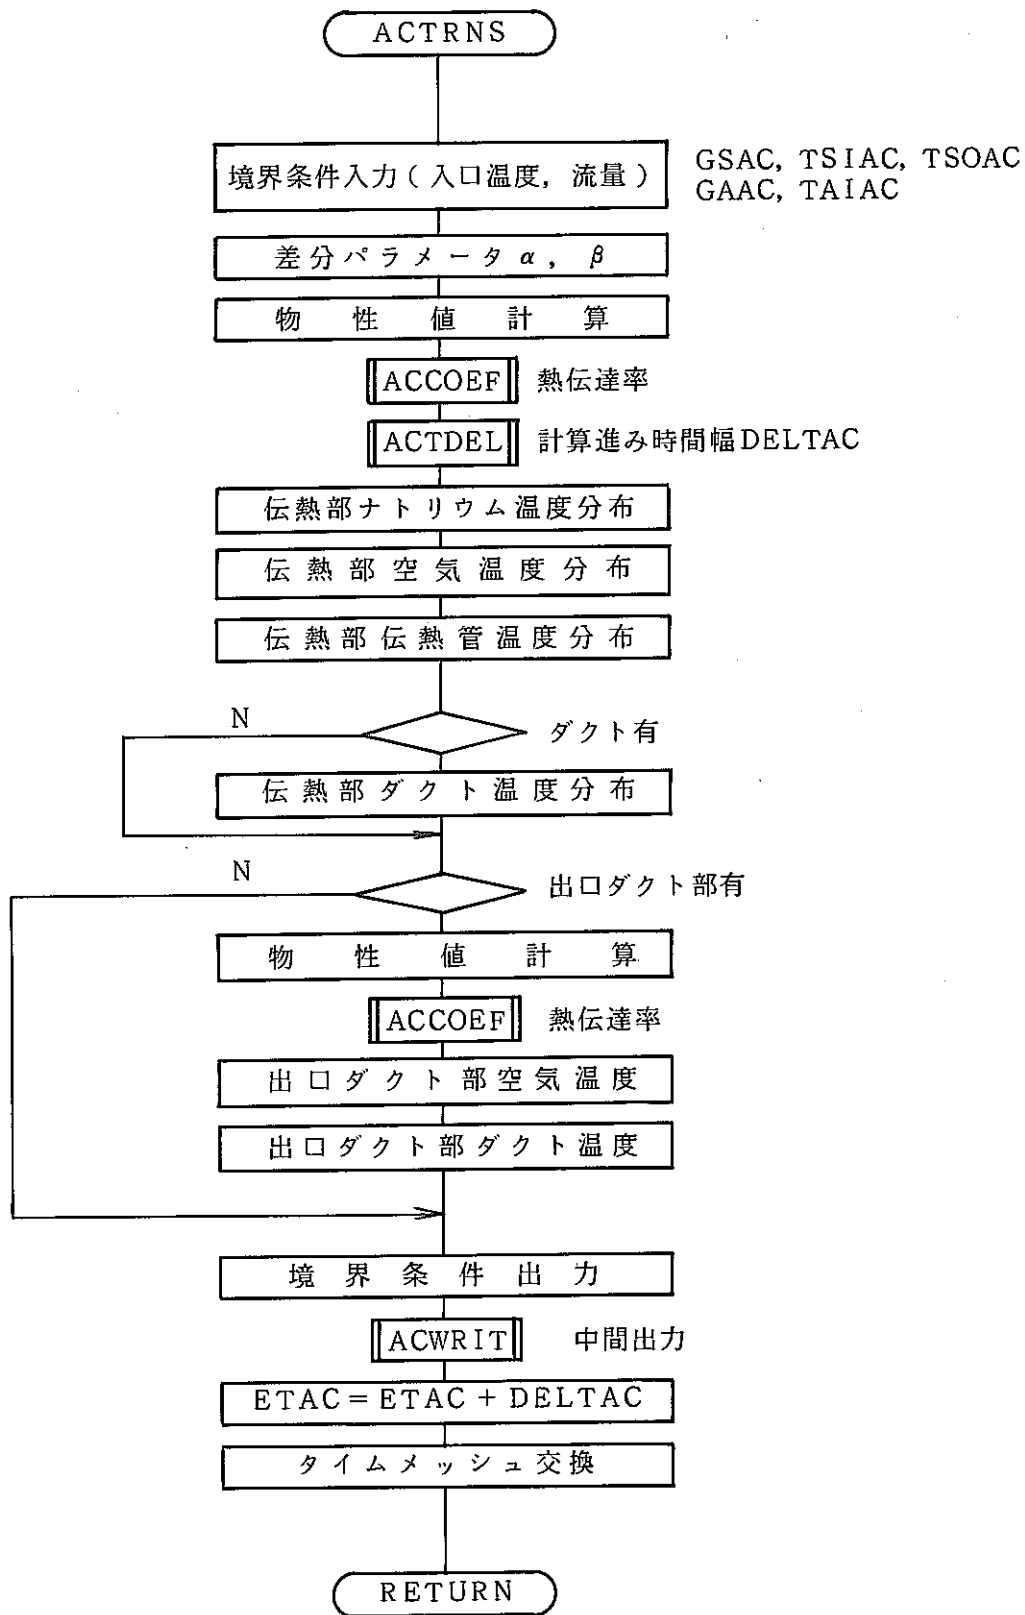 ACTRNS
境界条件入力(入口温度, 流量)
GSAC, TSIAC, TSOAC
GAAC, TAIAC
差分パラメータα, β
物性値計算
ACCOEF 熱伝達率
ACTDEL 計算進み時間幅DELTAC
伝熱部ナトリウム温度分布
伝熱部空気温度分布
伝熱部伝熱管温度分布
N
ダクト有
伝熱部ダクト温度分布
N
出口ダクト部有
物性値計算
ACCOEF 熱伝達率
出口ダクト部空気温度
出口ダクト部ダクト温度
境界条件出力
ACWRIT 中間出力
ETAC=ETAC+DELTAC
タイムメッシュ交換
RETURN